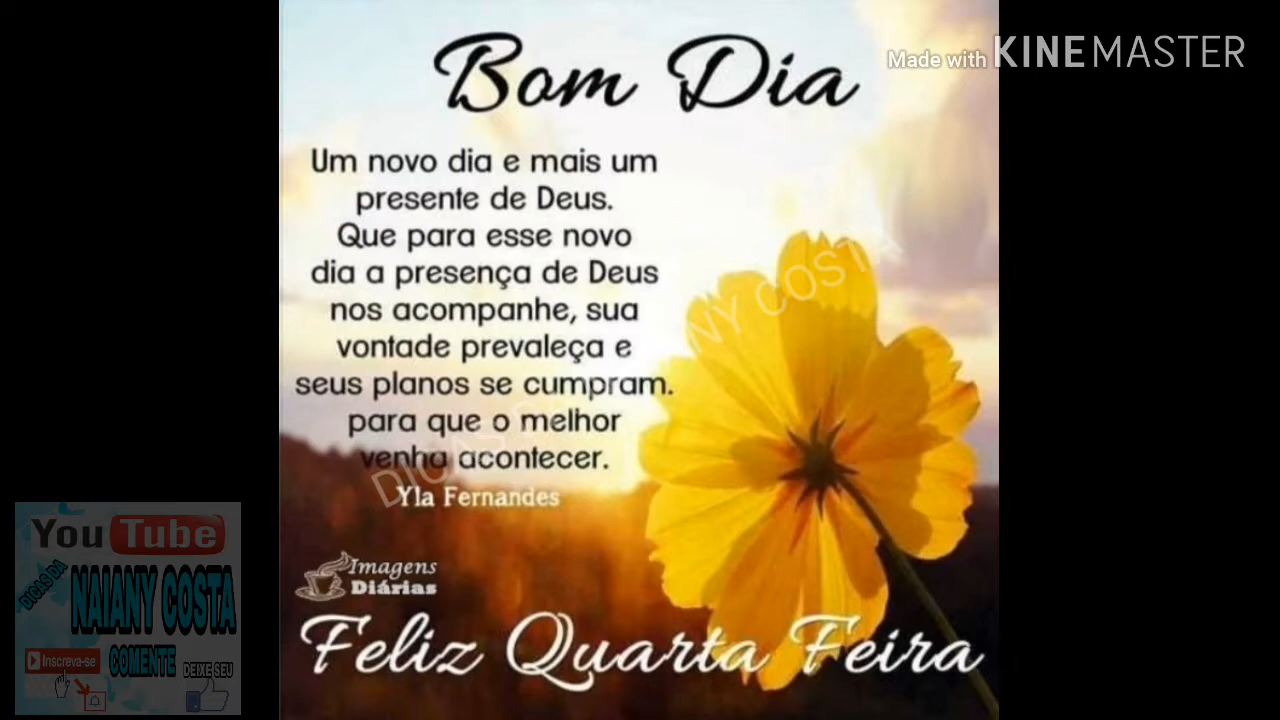 Bom Dia
Made with KINEMASTER
Um novo dia e mais um
presente de Deus.
Que para esse novo
dia a presença de Deus
nos acompanhe, sua
vontade prevaleça e
seus planos se cumpram.
para que o melhor
venha acontecer.
Yla Fernandes
Imagens
Diárias
Feliz Quarta Feira
YouTube
DICAS DA
NAIANY COSTA
Inscreva-se
COMENTE
DEIXE SEU